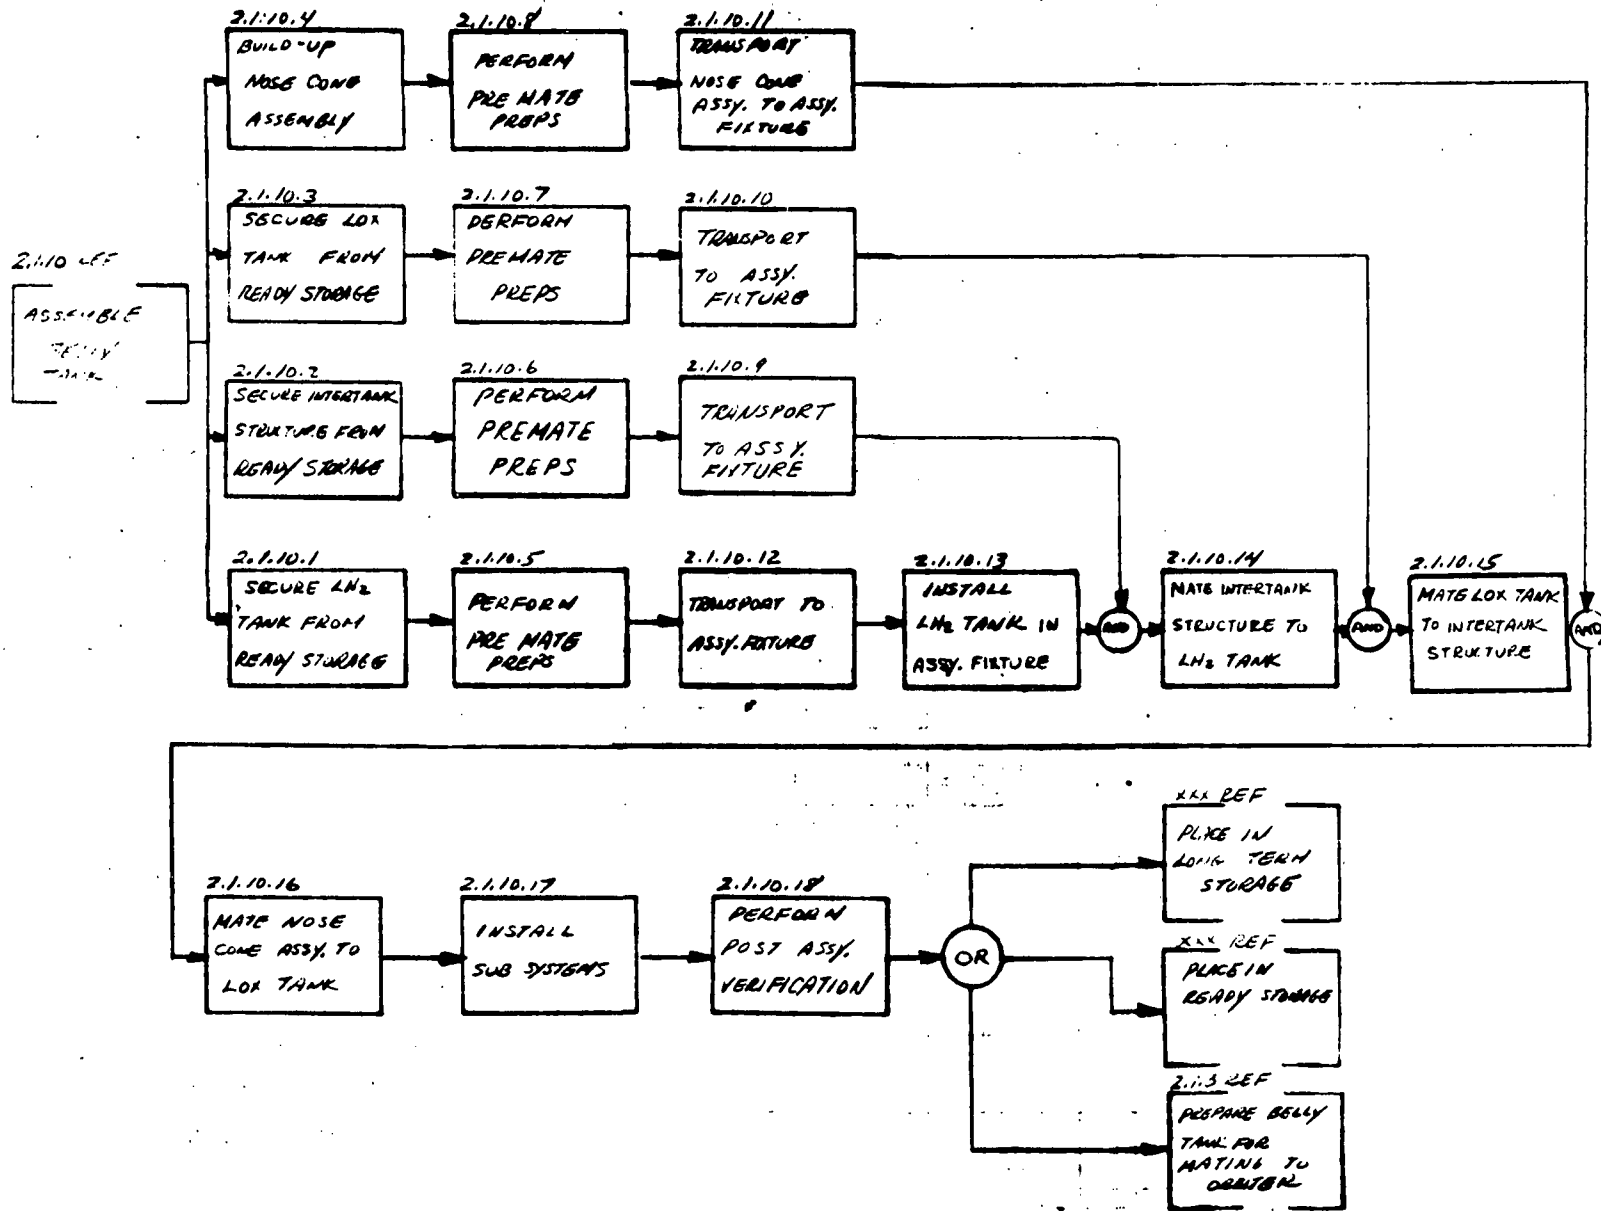 2.1.10.4
BUILD-UP
NOSE CONE
ASSEMBLY
2.1.10.8
PERFORM
PRE MATE
PREPS
2.1.10.11
TRANSPORT
NOSE CONE
ASSY. TO ASSY.
FIXTURE
2.1.10.3
SECURE LOX
TANK FROM
READY STORAGE
2.1.10.7
PERFORM
PREMATE
PREPS
2.1.10.10
TRANSPORT
TO ASSY.
FIXTURE
2.1.10 REF
ASSEMBLE
BELLY
TANK
2.1.10.2
SECURE INTERTANK
STRUCTURE FROM
READY STORAGE
2.1.10.6
PERFORM
PREMATE
PREPS
2.1.10.9
TRANSPORT
TO ASSY.
FIXTURE
2.1.10.1
SECURE LH2
TANK FROM
READY STORAGE
2.1.10.5
PERFORM
PRE MATE
PREPS
2.1.10.12
TRANSPORT TO
ASSY. FIXTURE
2.1.10.13
INSTALL
LH2 TANK IN
ASSY. FIXTURE
AND
2.1.10.14
MATE INTERTANK
STRUCTURE TO
LH2 TANK
AND
2.1.10.15
MATE LOX TANK
TO INTERTANK
STRUCTURE
AND
2.1.10.16
MATE NOSE
CONE ASSY. TO
LOX TANK
2.1.10.17
INSTALL
SUB SYSTEMS
2.1.10.18
PERFORM
POST ASSY.
VERIFICATION
OR
XXX REF
PLACE IN
LONG TERM
STORAGE
XXX REF
PLACE IN
READY STORAGE
2.1.3 REF
PREPARE BELLY
TANK FOR
MATING TO
ORBITER